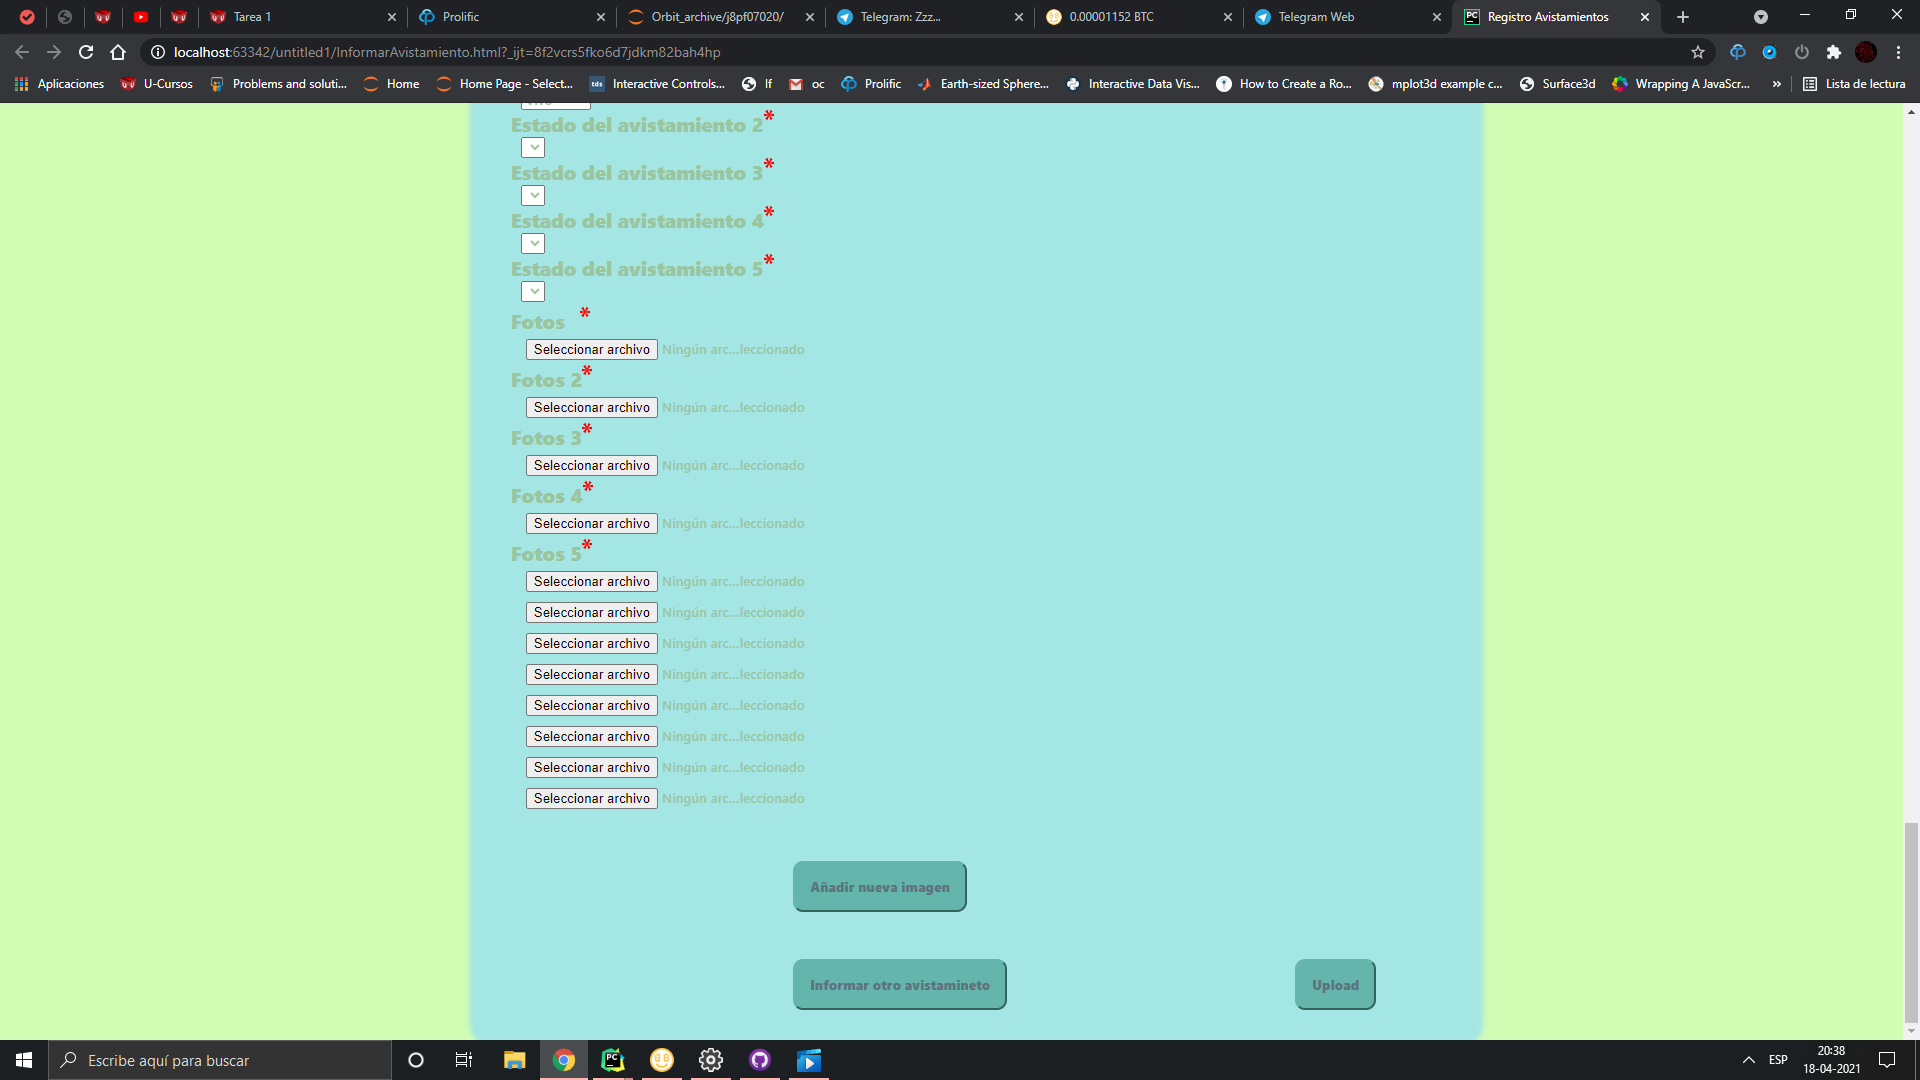 Tarea 1
Prolific
Orbit_archive/j8pf07020/
Telegram: Zzz...
0.00001152 BTC
Telegram Web
PC
Registro Avistamientos
localhost:63342/untitled1/InformarAvistamiento.html?_ijt=8f2vcrs5fko6d7jdkm82bah4hp
Aplicaciones
U-Cursos
Problems and soluti...
Home
Home Page - Select...
tds
Interactive Controls...
If
oc
Prolific
Earth-sized Sphere...
Interactive Data Vis...
How to Create a Ro...
mplot3d example c...
Surface3d
Wrapping A JavaScr...
»
Lista de lectura
Estado del avistamiento 2*
Estado del avistamiento 3*
Estado del avistamiento 4*
Estado del avistamiento 5*
Fotos *
Seleccionar archivo Ningún arc...leccionado
Fotos 2*
Seleccionar archivo Ningún arc...leccionado
Fotos 3*
Seleccionar archivo Ningún arc...leccionado
Fotos 4*
Seleccionar archivo Ningún arc...leccionado
Fotos 5*
Seleccionar archivo Ningún arc...leccionado
Seleccionar archivo Ningún arc...leccionado
Seleccionar archivo Ningún arc...leccionado
Seleccionar archivo Ningún arc...leccionado
Seleccionar archivo Ningún arc...leccionado
Seleccionar archivo Ningún arc...leccionado
Seleccionar archivo Ningún arc...leccionado
Seleccionar archivo Ningún arc...leccionado
Añadir nueva imagen
Informar otro avistamineto
Upload
Escribe aquí para buscar
PC
ESP
20:38
18-04-2021